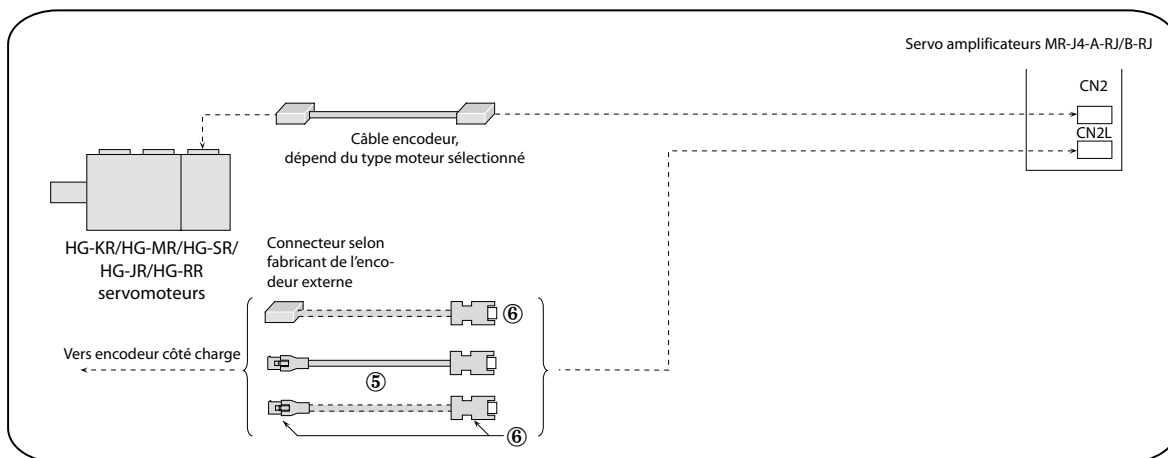 Servo amplificateurs MR-J4-A-RJ/B-RJ
CN2
CN2L
Câble encodeur,
dépend du type moteur sélectionné
HG-KR/HG-MR/HG-SR/
HG-JR/HG-RR
servomoteurs
Connecteur selon
fabricant de l'enco-
deur externe
⑥
Vers encodeur côté charge
⑤
⑥